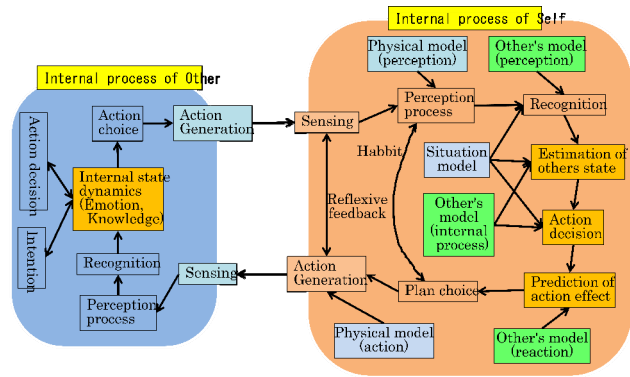 Internal process of Self
Internal process of Other
Action
choice
Action
Generation
Action decision
Intention
Internal state
dynamics
(Emotion,
Knowledge)
Recognition
Perception
process
Sensing
Physical model
(perception)
Other's model
(perception)
Sensing
Perception
process
Recognition
Habbit
Situation
model
Estimation of
others state
Reflexive
feedback
Other's
model
(internal
process)
Action
decision
Action
Generation
Plan choice
Prediction of
action effect
Physical model
(action)
Other's model
(reaction)